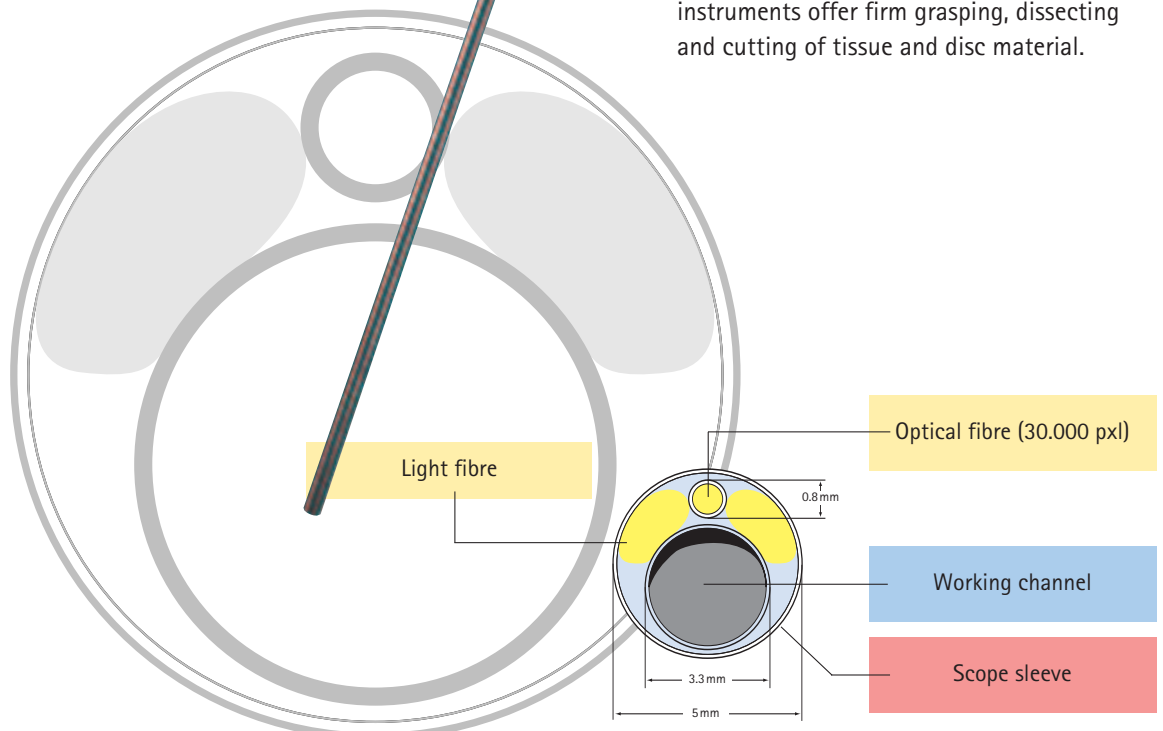 instruments offer firm grasping, dissecting
and cutting of tissue and disc material.
Optical fibre (30.000 pxl)
Light fibre
0.8 mm
Working channel
Scope sleeve
3.3 mm
5 mm